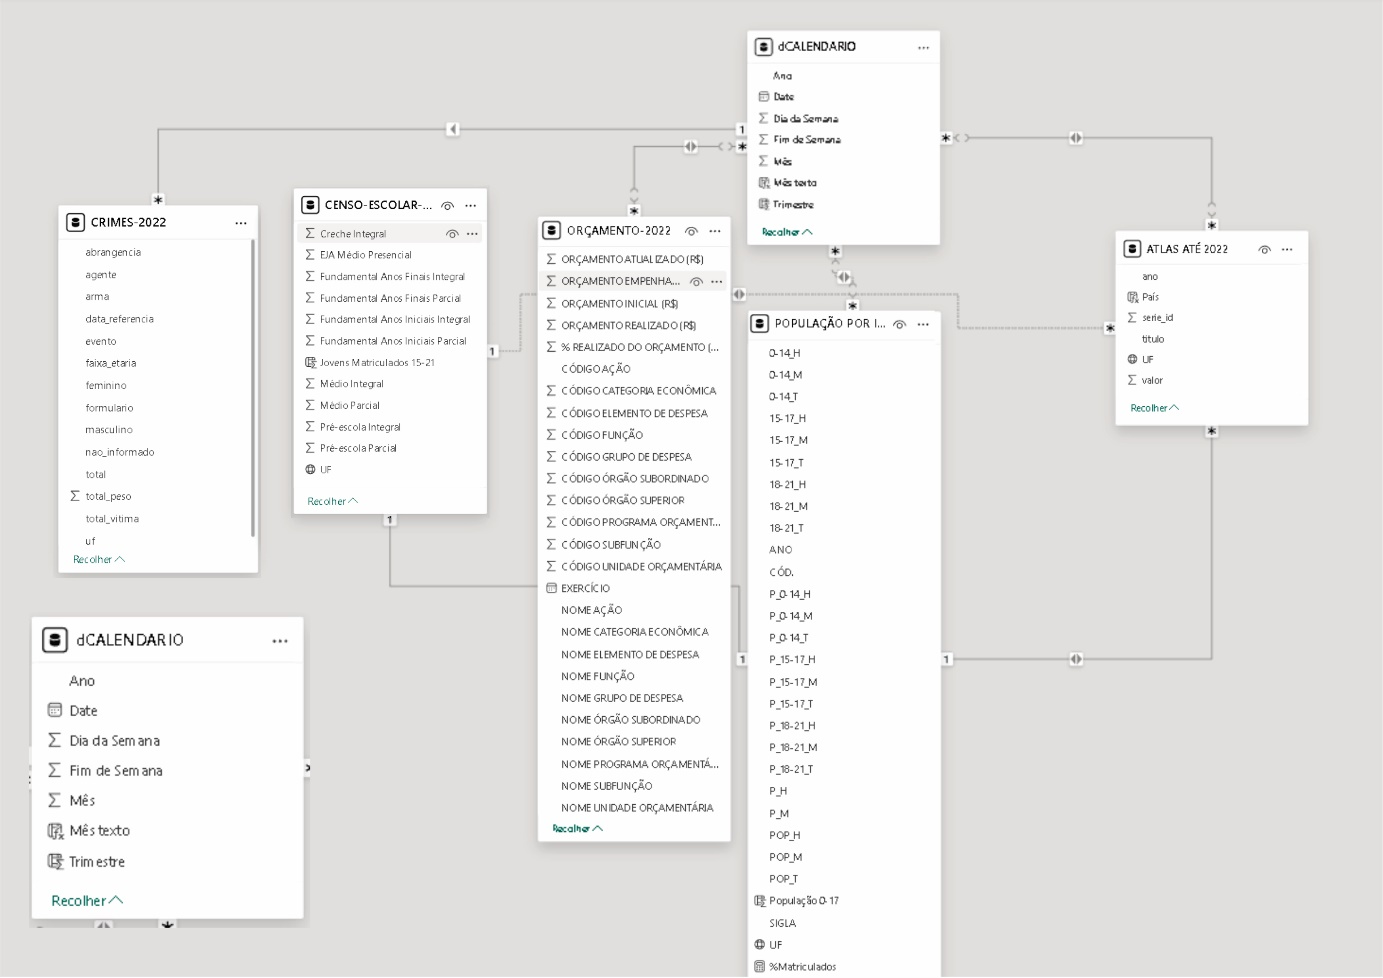 dCALENDARIO
Ano
Date
Dia da Semana
Fim de Semana
Mês
Mês texto
Trimestre
Recolher
1
*
*
*
CRIMES-2022
abrangencia
agente
arma
data_referencia
evento
faixa_etaria
feminino
formulario
masculino
nao_informado
total
total_peso
total_vitima
uf
Recolher
*
CENSO-ESCOLAR-...
Creche Integral
EJA Médio Presencial
Fundamental Anos Finais Integral
Fundamental Anos Finais Parcial
Fundamental Anos Iniciais Integral
Fundamental Anos Iniciais Parcial
Jovens Matriculados 15-21
Médio Integral
Médio Parcial
Pré-escola Integral
Pré-escola Parcial
UF
Recolher
1
1
*
ORÇAMENTO-2022
ORÇAMENTO ATUALIZADO (R$)
ORÇAMENTO EMPENHA...
ORÇAMENTO INICIAL (R$)
ORÇAMENTO REALIZADO (R$)
% REALIZADO DO ORÇAMENTO (...
CÓDIGO AÇÃO
CÓDIGO CATEGORIA ECONÔMICA
CÓDIGO ELEMENTO DE DESPESA
CÓDIGO FUNÇÃO
CÓDIGO GRUPO DE DESPESA
CÓDIGO ÓRGÃO SUBORDINADO
CÓDIGO ÓRGÃO SUPERIOR
CÓDIGO PROGRAMA ORÇAMENT...
CÓDIGO SUBFUNÇÃO
CÓDIGO UNIDADE ORÇAMENTÁRIA
EXERCÍCIO
NOME AÇÃO
NOME CATEGORIA ECONÔMICA
NOME ELEMENTO DE DESPESA
NOME FUNÇÃO
NOME GRUPO DE DESPESA
NOME ÓRGÃO SUBORDINADO
NOME ÓRGÃO SUPERIOR
NOME PROGRAMA ORÇAMENTÁ...
NOME SUBFUNÇÃO
NOME UNIDADE ORÇAMENTÁRIA
Recolher
*
POPULAÇÃO POR I...
0-14_H
0-14_M
0-14_T
15-17_H
15-17_M
15-17_T
18-21_H
18-21_M
18-21_T
ANO
CÓD.
P_0-14_H
P_0-14_M
P_0-14_T
P_15-17_H
P_15-17_M
P_15-17_T
P_18-21_H
P_18-21_M
P_18-21_T
P_H
P_M
POP_H
POP_M
POP_T
População 0-17
SIGLA
UF
%Matriculados
1
1
*
ATLAS ATÉ 2022
ano
País
serie_id
titulo
UF
valor
Recolher
*
*
dCALENDARIO
Ano
Date
Dia da Semana
Fim de Semana
Mês
Mês texto
Trimestre
Recolher
*